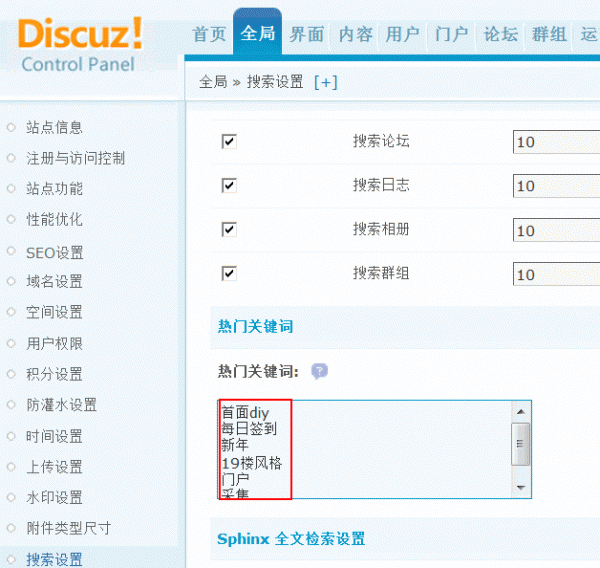 Discuz!
Control Panel
首页 全局 界面 内容 用户 门户 论坛 群组 运
全局 » 搜索设置 [+]
站点信息
注册与访问控制
站点功能
性能优化
SEO设置
域名设置
空间设置
用户权限
积分设置
防灌水设置
时间设置
上传设置
水印设置
附件类型尺寸
搜索设置
搜索论坛 10
搜索日志 10
搜索相册 10
搜索群组 10
热门关键词
热门关键词:
首面diy
每日签到
新年
19楼风格
门户
采集
Sphinx 全文检索设置